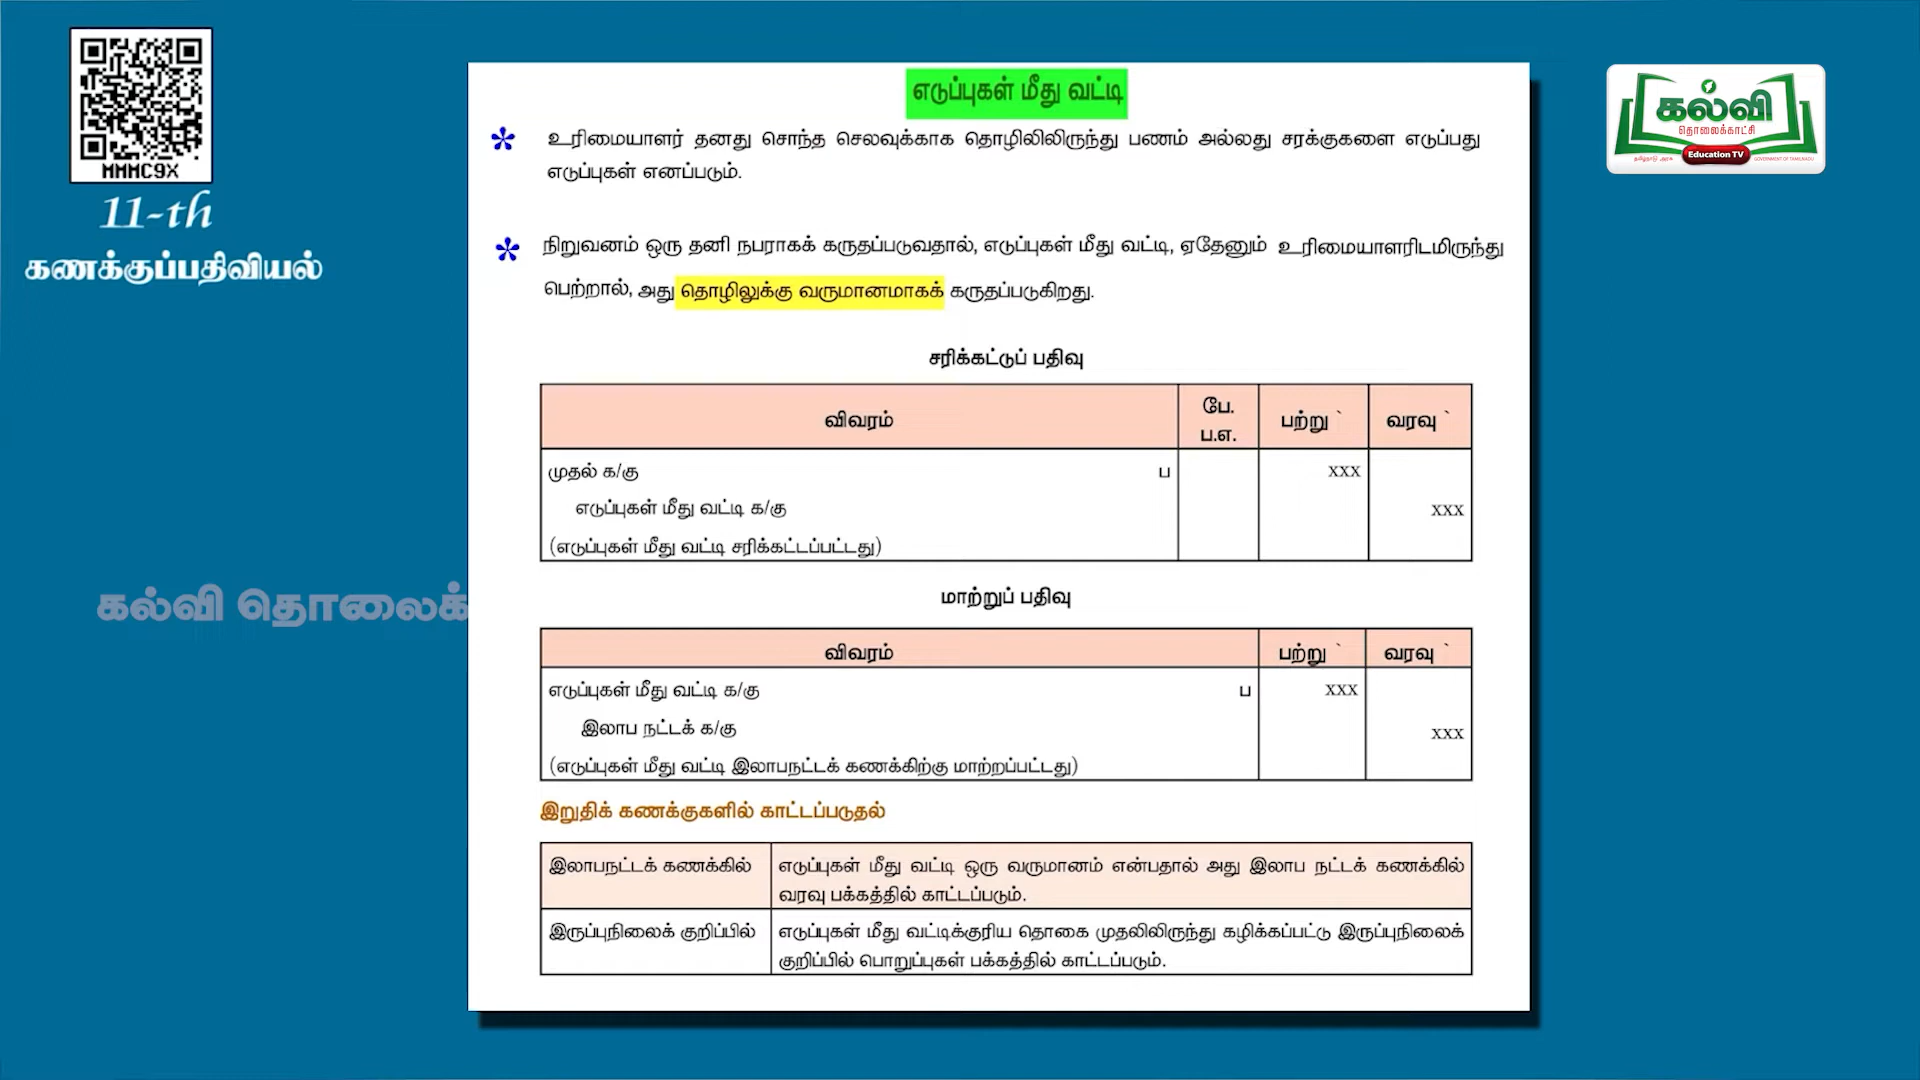 MMMC9X
11-th
கணக்குப்பதிவியல்
கல்வி
தொலைக்காட்சி
தமிழ்நாடு அரசு
Education TV
GOVERNMENT OF TAMILNADU
கல்வி தொலைக்
எடுப்புகள் மீது வட்டி
* உரிமையாளர் தனது சொந்த செலவுக்காக தொழிலிலிருந்து பணம் அல்லது சரக்குகளை எடுப்பது
எடுப்புகள் எனப்படும்.
* நிறுவனம் ஒரு தனி நபராகக் கருதப்படுவதால், எடுப்புகள் மீது வட்டி, ஏதேனும் உரிமையாளரிடமிருந்து
பெற்றால், அது தொழிலுக்கு வருமானமாகக் கருதப்படுகிறது.
சரிக்கட்டுப் பதிவு
விவரம் பே. ப.எ. பற்று ` வரவு `
முதல் க/கு ப xxx
எடுப்புகள் மீது வட்டி க/கு xxx
(எடுப்புகள் மீது வட்டி சரிக்கட்டப்பட்டது)
மாற்றுப் பதிவு
விவரம் பற்று ` வரவு `
எடுப்புகள் மீது வட்டி க/கு ப xxx
இலாப நட்டக் க/கு xxx
(எடுப்புகள் மீது வட்டி இலாபநட்டக் கணக்கிற்கு மாற்றப்பட்டது)
இறுதிக் கணக்குகளில் காட்டப்படுதல்
இலாபநட்டக் கணக்கில் எடுப்புகள் மீது வட்டி ஒரு வருமானம் என்பதால் அது இலாப நட்டக் கணக்கில்
வரவு பக்கத்தில் காட்டப்படும்.
இருப்புநிலைக் குறிப்பில் எடுப்புகள் மீது வட்டிக்குரிய தொகை முதலிலிருந்து கழிக்கப்பட்டு இருப்புநிலைக்
குறிப்பில் பொறுப்புகள் பக்கத்தில் காட்டப்படும்.